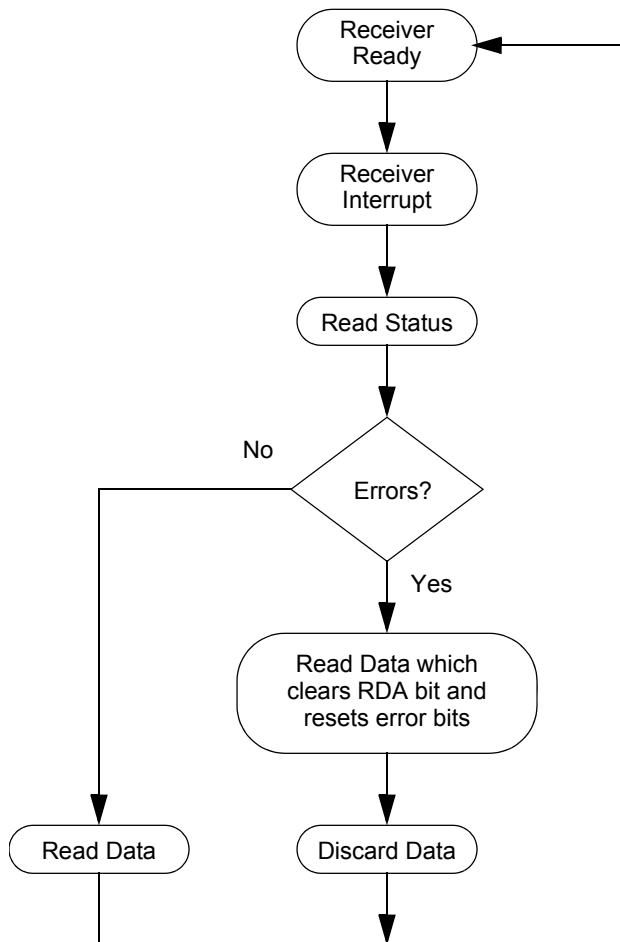 Receiver
Ready
Receiver
Interrupt
Read Status
No
Errors?
Yes
Read Data which
clears RDA bit and
resets error bits
Read Data
Discard Data